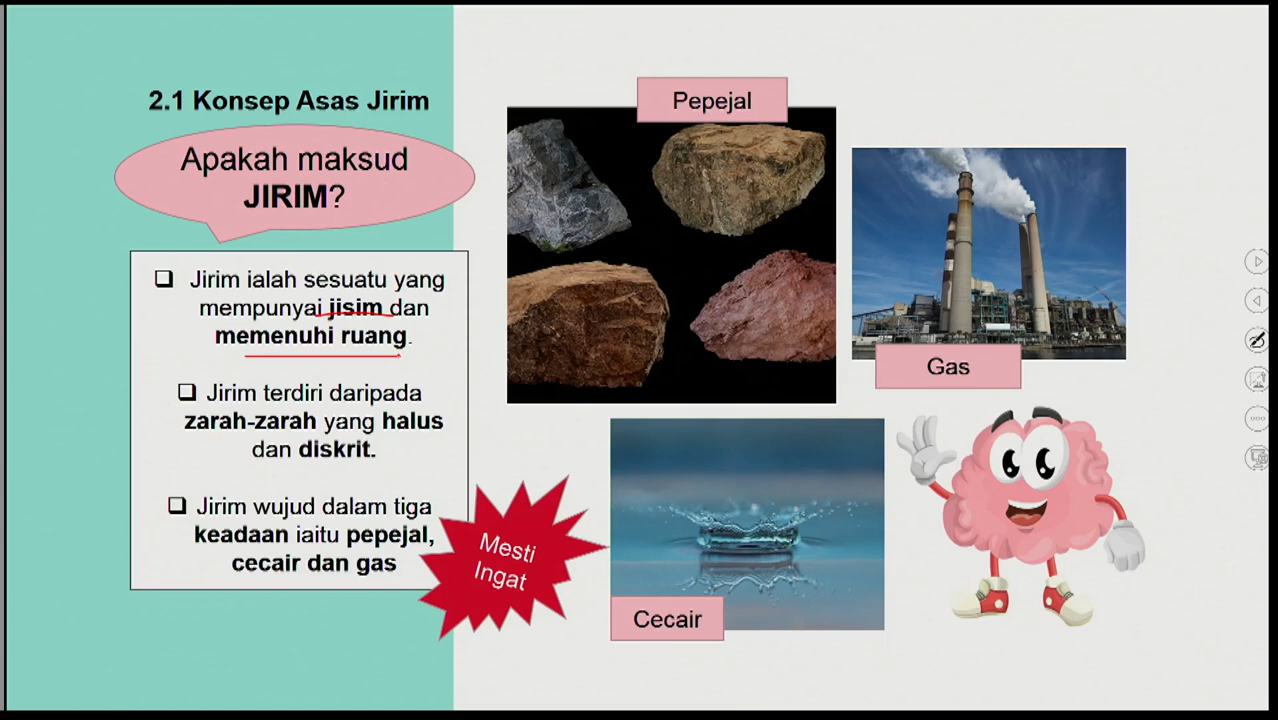 2.1 Konsep Asas Jirim
Apakah maksud
JIRIM?
Jirim ialah sesuatu yang
mempunyai jisim dan
memenuhi ruang.
Jirim terdiri daripada
zarah-zarah yang halus
dan diskrit.
Jirim wujud dalam tiga
keadaan iaitu pepejal,
cecair dan gas
Mesti
Ingat
Pepejal
Gas
Cecair